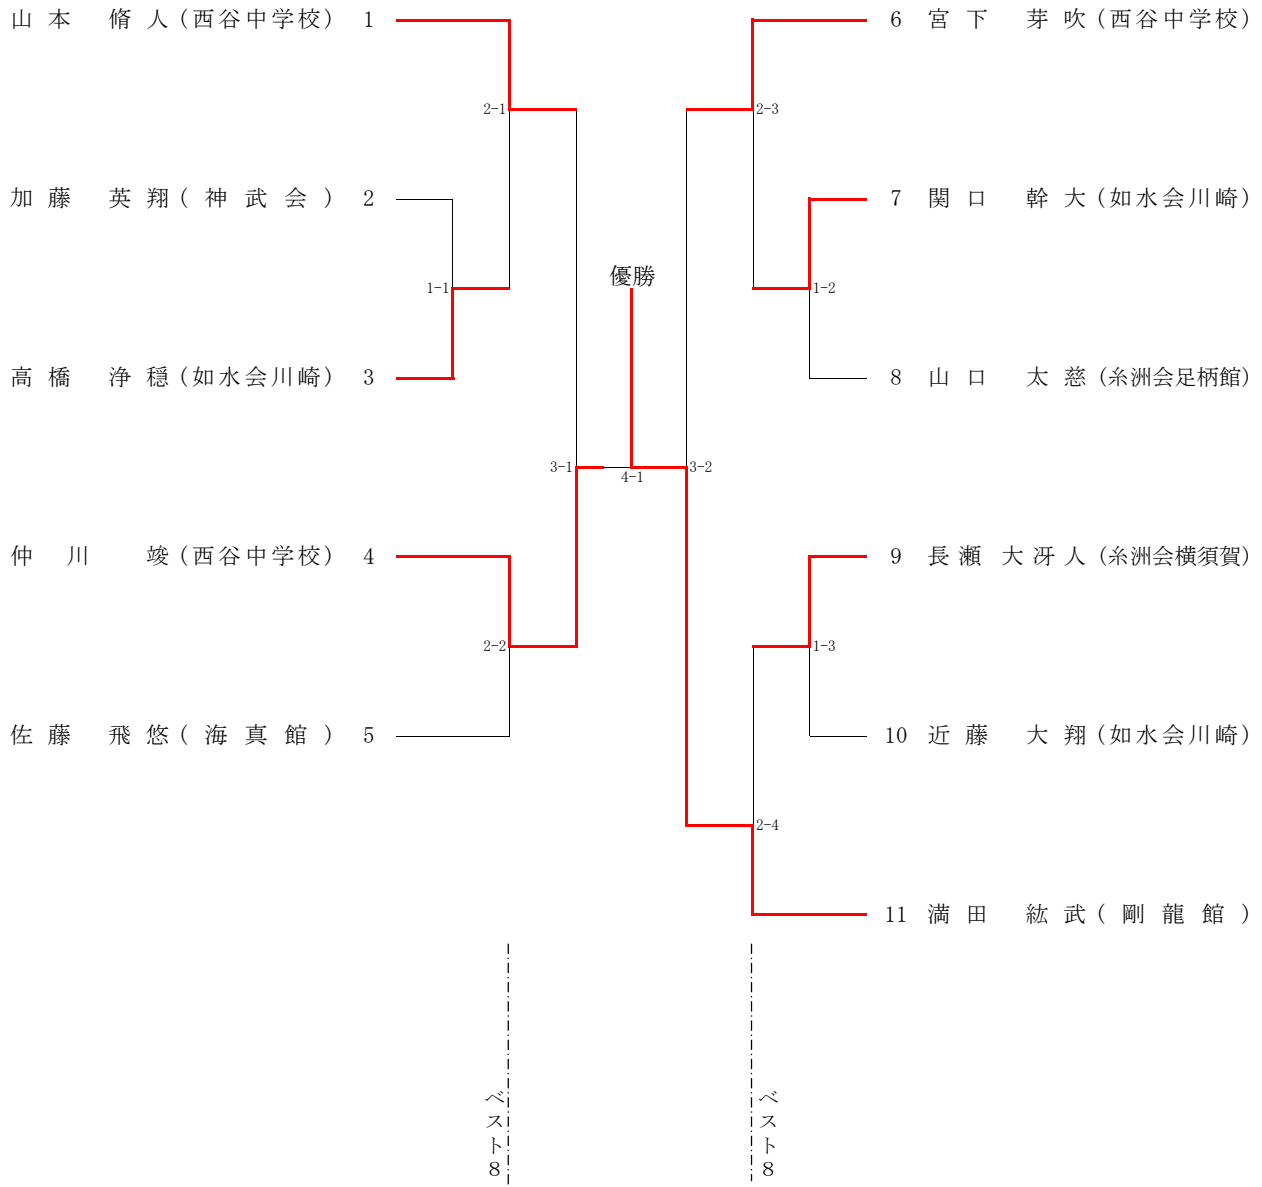 山本 脩人(西谷中学校) 1
加藤 英翔(神武会) 2
高橋 浄穏(如水会川崎) 3
仲川 竣(西谷中学校) 4
佐藤 飛悠(海真館) 5
2-1
1-1
2-2
3-1
優勝
4-1
3-2
2-3
1-2
1-3
2-4
6 宮下 芽吹(西谷中学校)
7 関口 幹大(如水会川崎)
8 山口 太慈(糸洲会足柄館)
9 長瀬 大冴人(糸洲会横須賀)
10 近藤 大翔(如水会川崎)
11 満田 紘武(剛龍館)
ベスト8
ベスト8